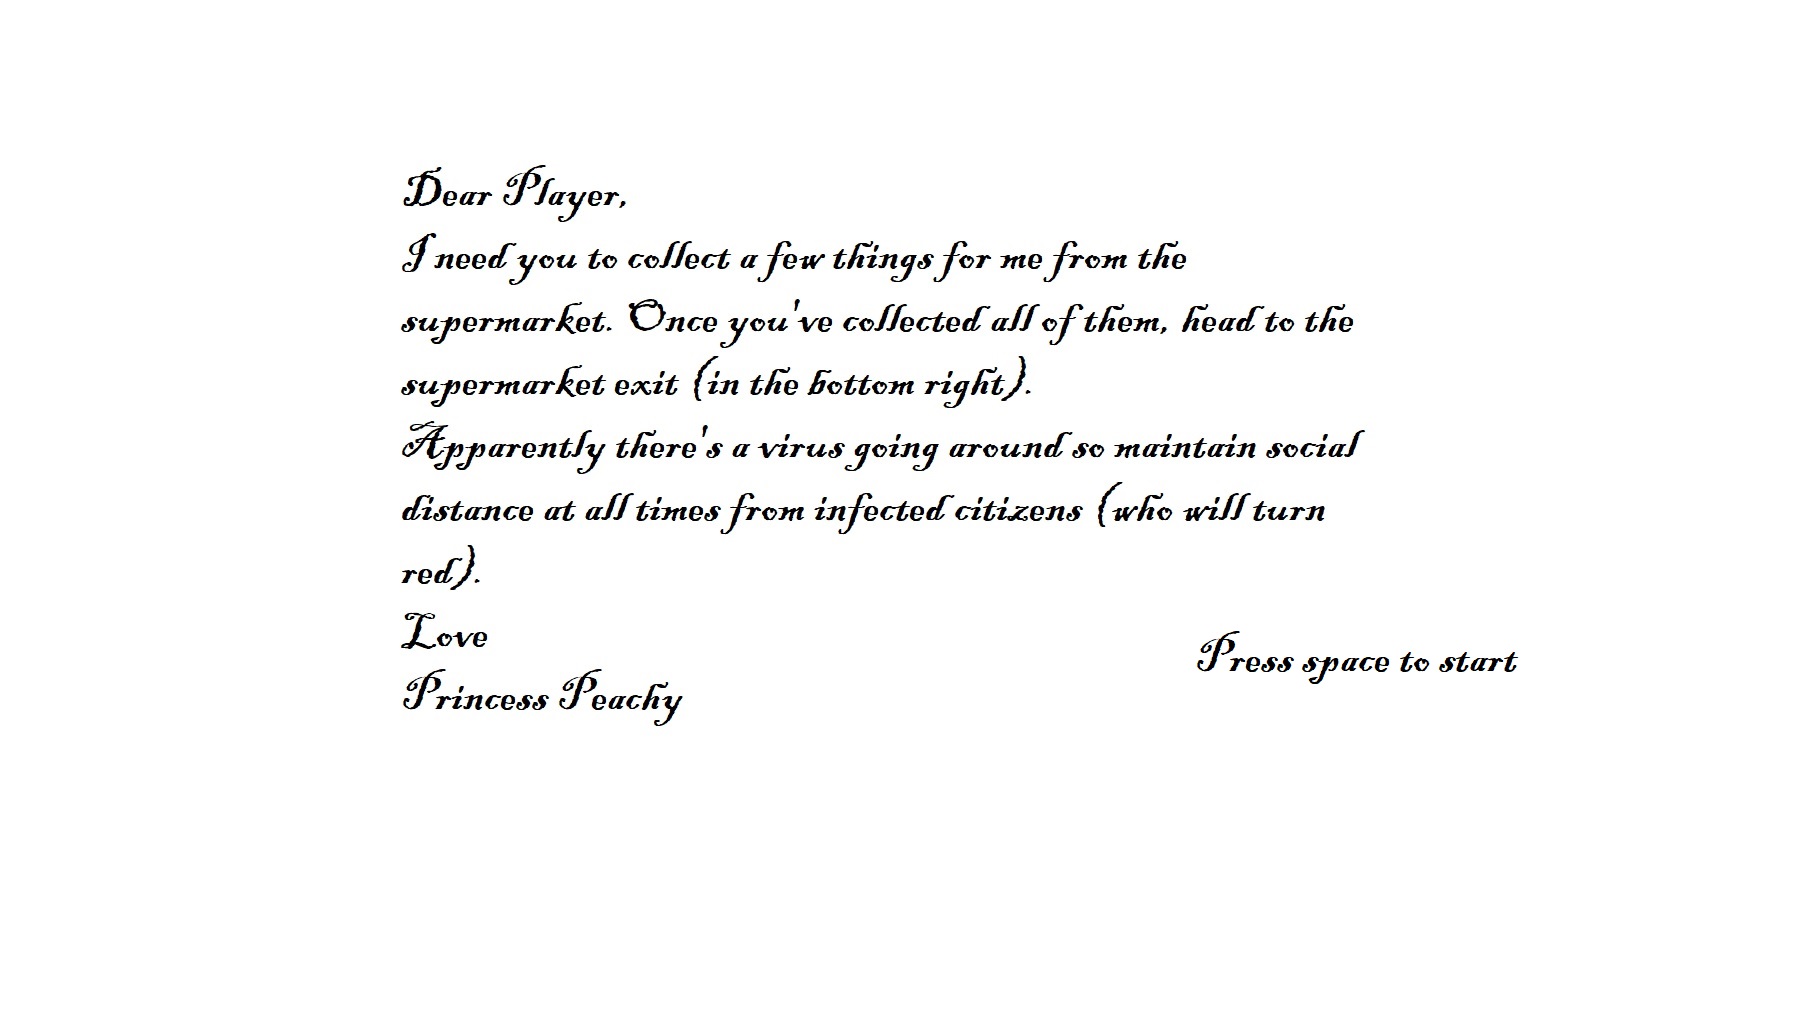 Dear Player,
I need you to collect a few things for me from the
supermarket. Once you've collected all of them, head to the
supermarket exit (in the bottom right).
Apparently there's a virus going around so maintain social
distance at all times from infected citizens (who will turn
red).
Love
Princess Peachy
Press space to start